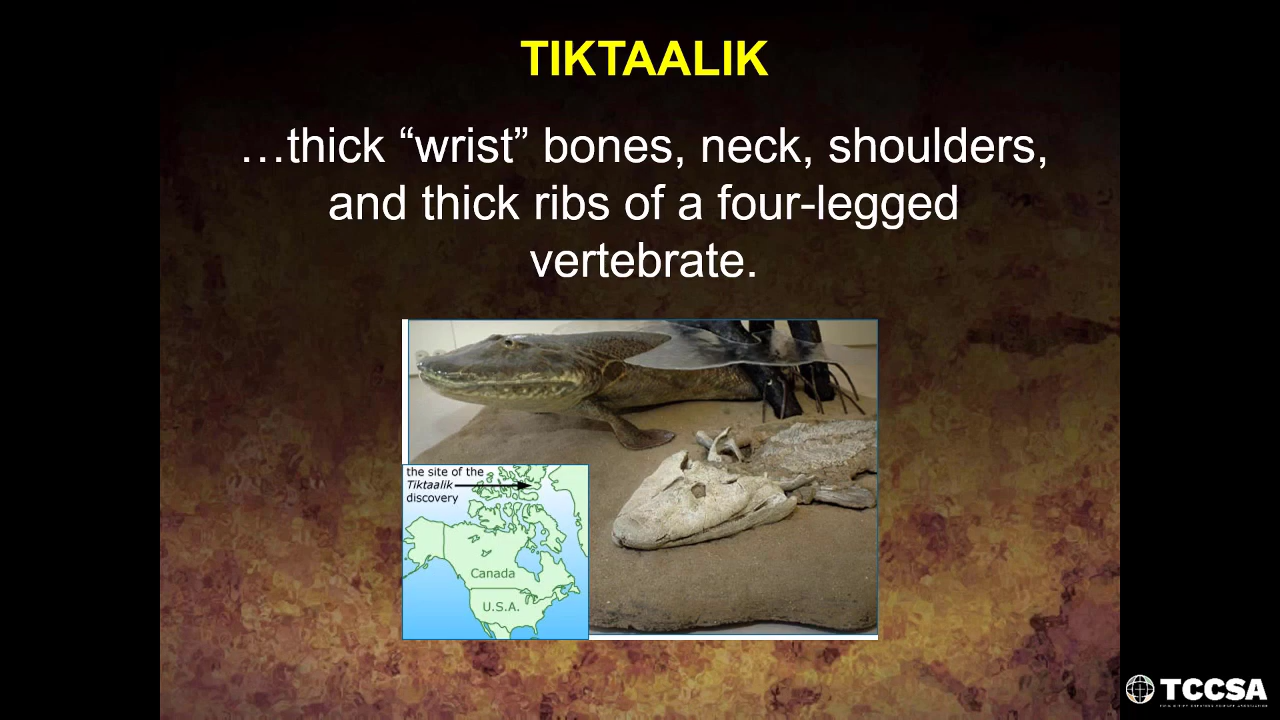 TIKTAALIK
…thick “wrist” bones, neck, shoulders,
and thick ribs of a four-legged
vertebrate.
the site of the
Tiktaalik
discovery
Canada
U.S.A.
TCCSA